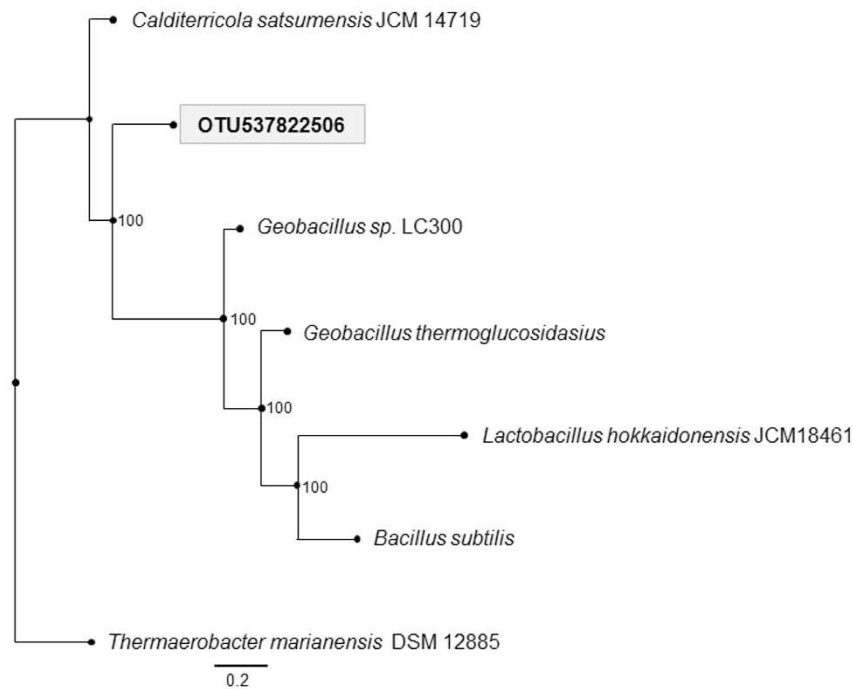 Calditerricola satsumensis JCM 14719
OTU537822506
100
Geobacillus sp. LC300
100
Geobacillus thermoglucosidasius
100
Lactobacillus hokkaidonensis JCM18461
100
Bacillus subtilis
Thermaerobacter marianensis DSM 12885
0.2